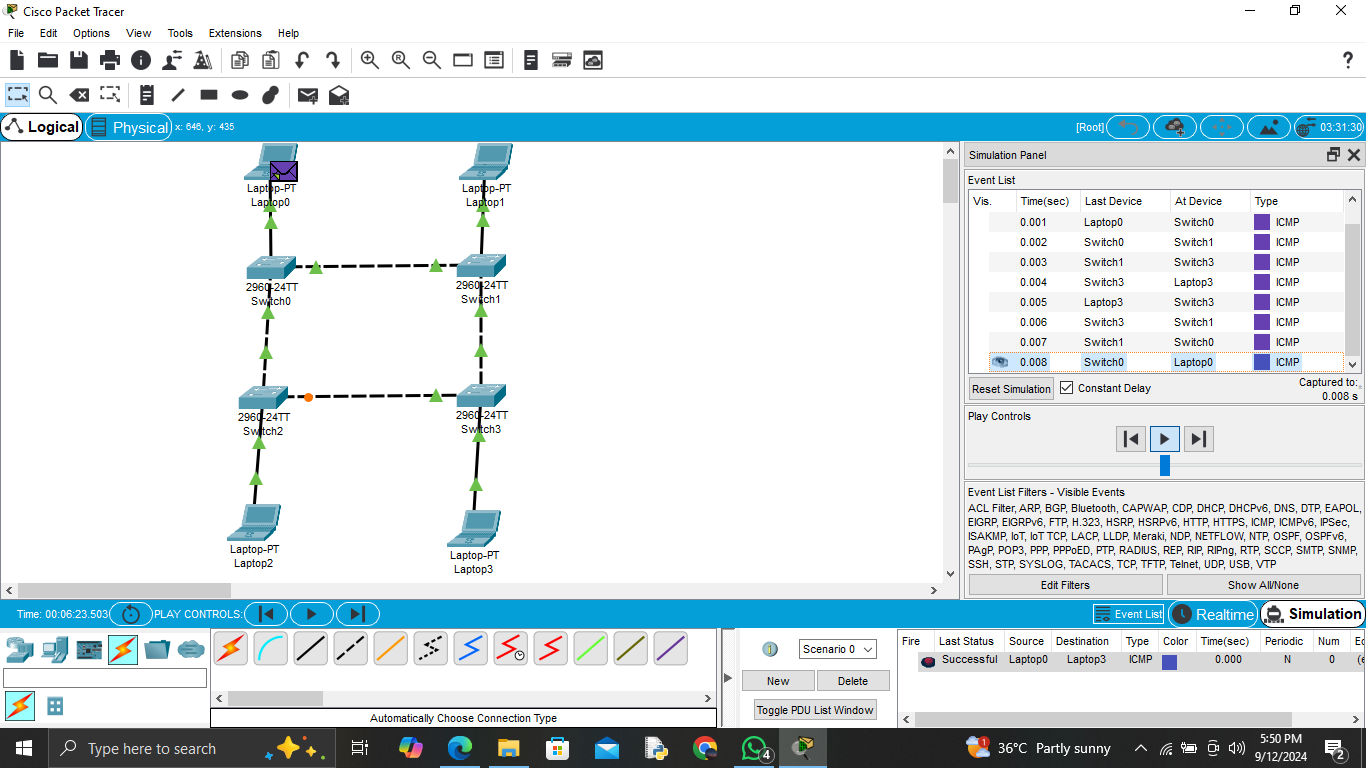 Cisco Packet Tracer
File Edit Options View Tools Extensions Help
?
Logical Physical x: 646, y: 435 [Root] 03:31:30
Laptop-PT
Laptop0
Laptop-PT
Laptop1
2960-24TT
Switch0
2960-24TT
Switch1
2960-24TT
Switch2
2960-24TT
Switch3
Laptop-PT
Laptop2
Laptop-PT
Laptop3
Simulation Panel
Event List
Vis. Time(sec) Last Device At Device Type
0.001 Laptop0 Switch0 ICMP
0.002 Switch0 Switch1 ICMP
0.003 Switch1 Switch3 ICMP
0.004 Switch3 Laptop3 ICMP
0.005 Laptop3 Switch3 ICMP
0.006 Switch3 Switch1 ICMP
0.007 Switch1 Switch0 ICMP
0.008 Switch0 Laptop0 ICMP
Reset Simulation Constant Delay Captured to:
0.008 s
Play Controls
Event List Filters - Visible Events
ACL Filter, ARP, BGP, Bluetooth, CAPWAP, CDP, DHCP, DHCPv6, DNS, DTP, EAPOL,
EIGRP, EIGRPv6, FTP, H.323, HSRP, HSRPv6, HTTP, HTTPS, ICMP, ICMPv6, IPSec,
ISAKMP, IoT, IoT TCP, LACP, LLDP, Meraki, NDP, NETFLOW, NTP, OSPF, OSPFv6,
PAgP, POP3, PPP, PPPoED, PTP, RADIUS, REP, RIP, RIPng, RTP, SCCP, SMTP, SNMP,
SSH, STP, SYSLOG, TACACS, TCP, TFTP, Telnet, UDP, USB, VTP
Edit Filters Show All/None
Time: 00:06:23.503 PLAY CONTROLS: Event List Realtime Simulation
Automatically Choose Connection Type
Scenario 0
New Delete
Toggle PDU List Window
Fire Last Status Source Destination Type Color Time(sec) Periodic Num Ec
Successful Laptop0 Laptop3 ICMP 0.000 N 0 (e
Type here to search
4
1
36°C Partly sunny
5:50 PM
9/12/2024
2